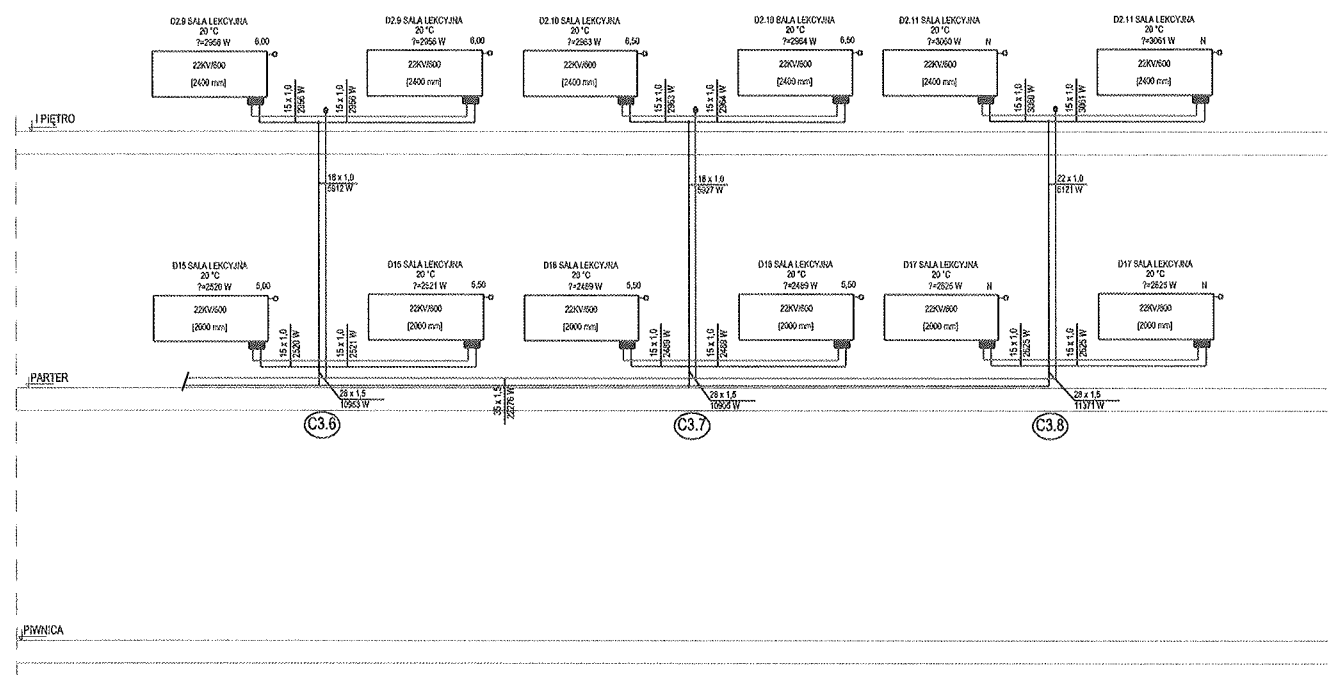 D2.9 SALA LEKCYJNA
20 °C
?=2956 W 6,00
22KV/600
[2400 mm]
15 x 1,0
2956 W
D2.9 SALA LEKCYJNA
20 °C
?=2956 W 6,00
22KV/600
[2400 mm]
15 x 1,0
2956 W
D2.10 SALA LEKCYJNA
20 °C
?=2963 W 6,50
22KV/600
[2400 mm]
15 x 1,0
2963 W
D2.10 SALA LEKCYJNA
20 °C
?=2964 W 6,50
22KV/600
[2400 mm]
15 x 1,0
2964 W
D2.11 SALA LEKCYJNA
20 °C
?=3060 W N
22KV/600
[2400 mm]
15 x 1,0
3060 W
D2.11 SALA LEKCYJNA
20 °C
?=3061 W N
22KV/600
[2400 mm]
15 x 1,0
3061 W
I PIĘTRO
18 x 1,0
5912 W
18 x 1,0
5927 W
22 x 1,0
6121 W
D15 SALA LEKCYJNA
20 °C
?=2520 W 5,00
22KV/600
[2000 mm]
15 x 1,0
2520 W
D15 SALA LEKCYJNA
20 °C
?=2521 W 5,50
22KV/600
[2000 mm]
15 x 1,0
2521 W
D16 SALA LEKCYJNA
20 °C
?=2489 W 5,50
22KV/600
[2000 mm]
15 x 1,0
2489 W
D16 SALA LEKCYJNA
20 °C
?=2489 W 5,50
22KV/600
[2000 mm]
15 x 1,0
2489 W
D17 SALA LEKCYJNA
20 °C
?=2625 W N
22KV/600
[2000 mm]
15 x 1,0
2625 W
D17 SALA LEKCYJNA
20 °C
?=2625 W N
22KV/600
[2000 mm]
15 x 1,0
2625 W
PARTER
28 x 1,5
10953 W
35 x 1,5
22276 W
28 x 1,5
10905 W
28 x 1,5
11371 W
C3.6
C3.7
C3.8
PIWNICA